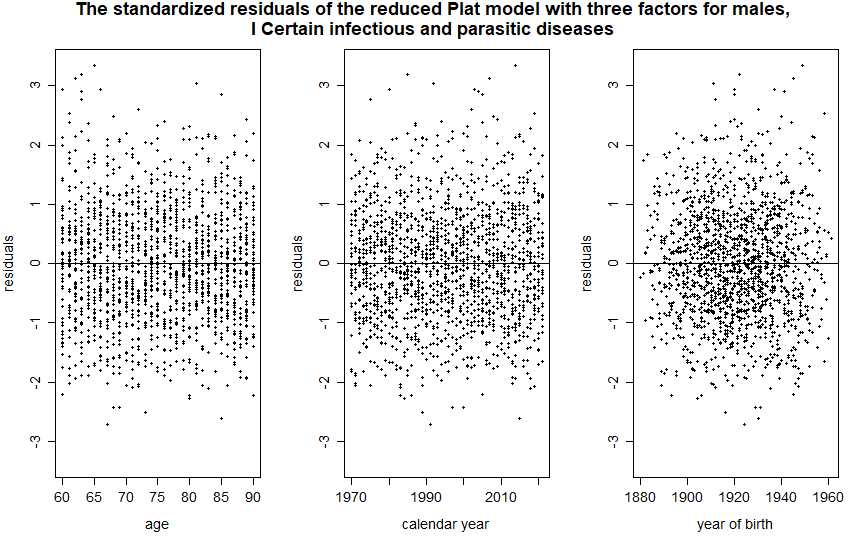 The standardized residuals of the reduced Plat model with three factors for males,
I Certain infectious and parasitic diseases
residuals
3
2
1
0
-1
-2
-3
60 65 70 75 80 85 90
age
residuals
3
2
1
0
-1
-2
-3
1970 1990 2010
calendar year
residuals
3
2
1
0
-1
-2
-3
1880 1900 1920 1940 1960
year of birth